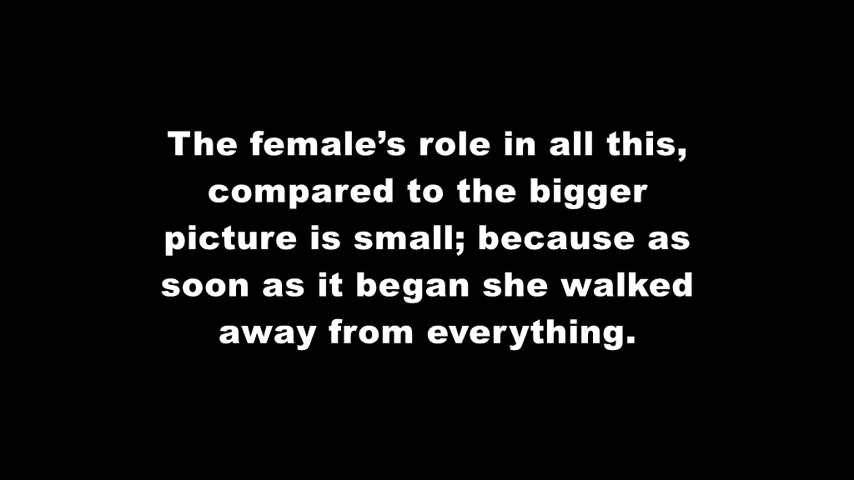 The female’s role in all this,
compared to the bigger
picture is small; because as
soon as it began she walked
away from everything.